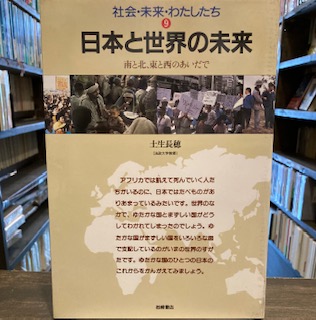 社会・未来・わたしたち
9
日本と世界の未来
南と北、東と西のあいだで
土生長穂
アフリカでは飢えて死んでいく人た
ちがいるのに、日本ではたべものがあ
りあまっているみたいです。世界のな
かで、ゆたかな国とまずしい国がどう
してわかれてしまったのでしょう。ゆ
たかな国がまずしい国をいろいろな面
で支配しているのがいまの世界のすが
たです。ゆたかな国のひとつの日本の
これからをかんがえてみましょう。
岩崎書店